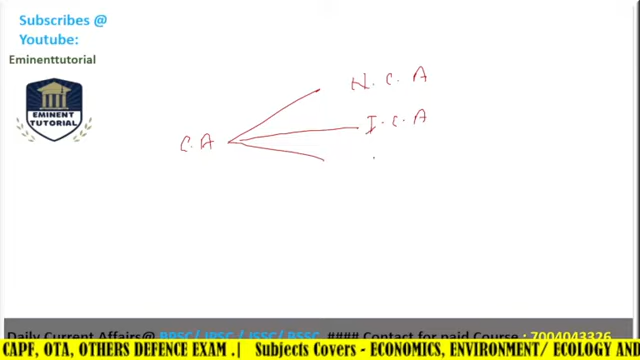 Subscribes @
Youtube:
Eminenttutorial
EMINENT
TUTORIAL
N.C.A
I.C.A
C.A
Daily Current Affairs@ BPSC/ JPSC / JSSC/ BSSC #### Contact for paid Course : 7004043326
CAPF, OTA, OTHERS DEFENCE EXAM .| Subjects Covers - ECONOMICS, ENVIRONMENT/ ECOLOGY AND